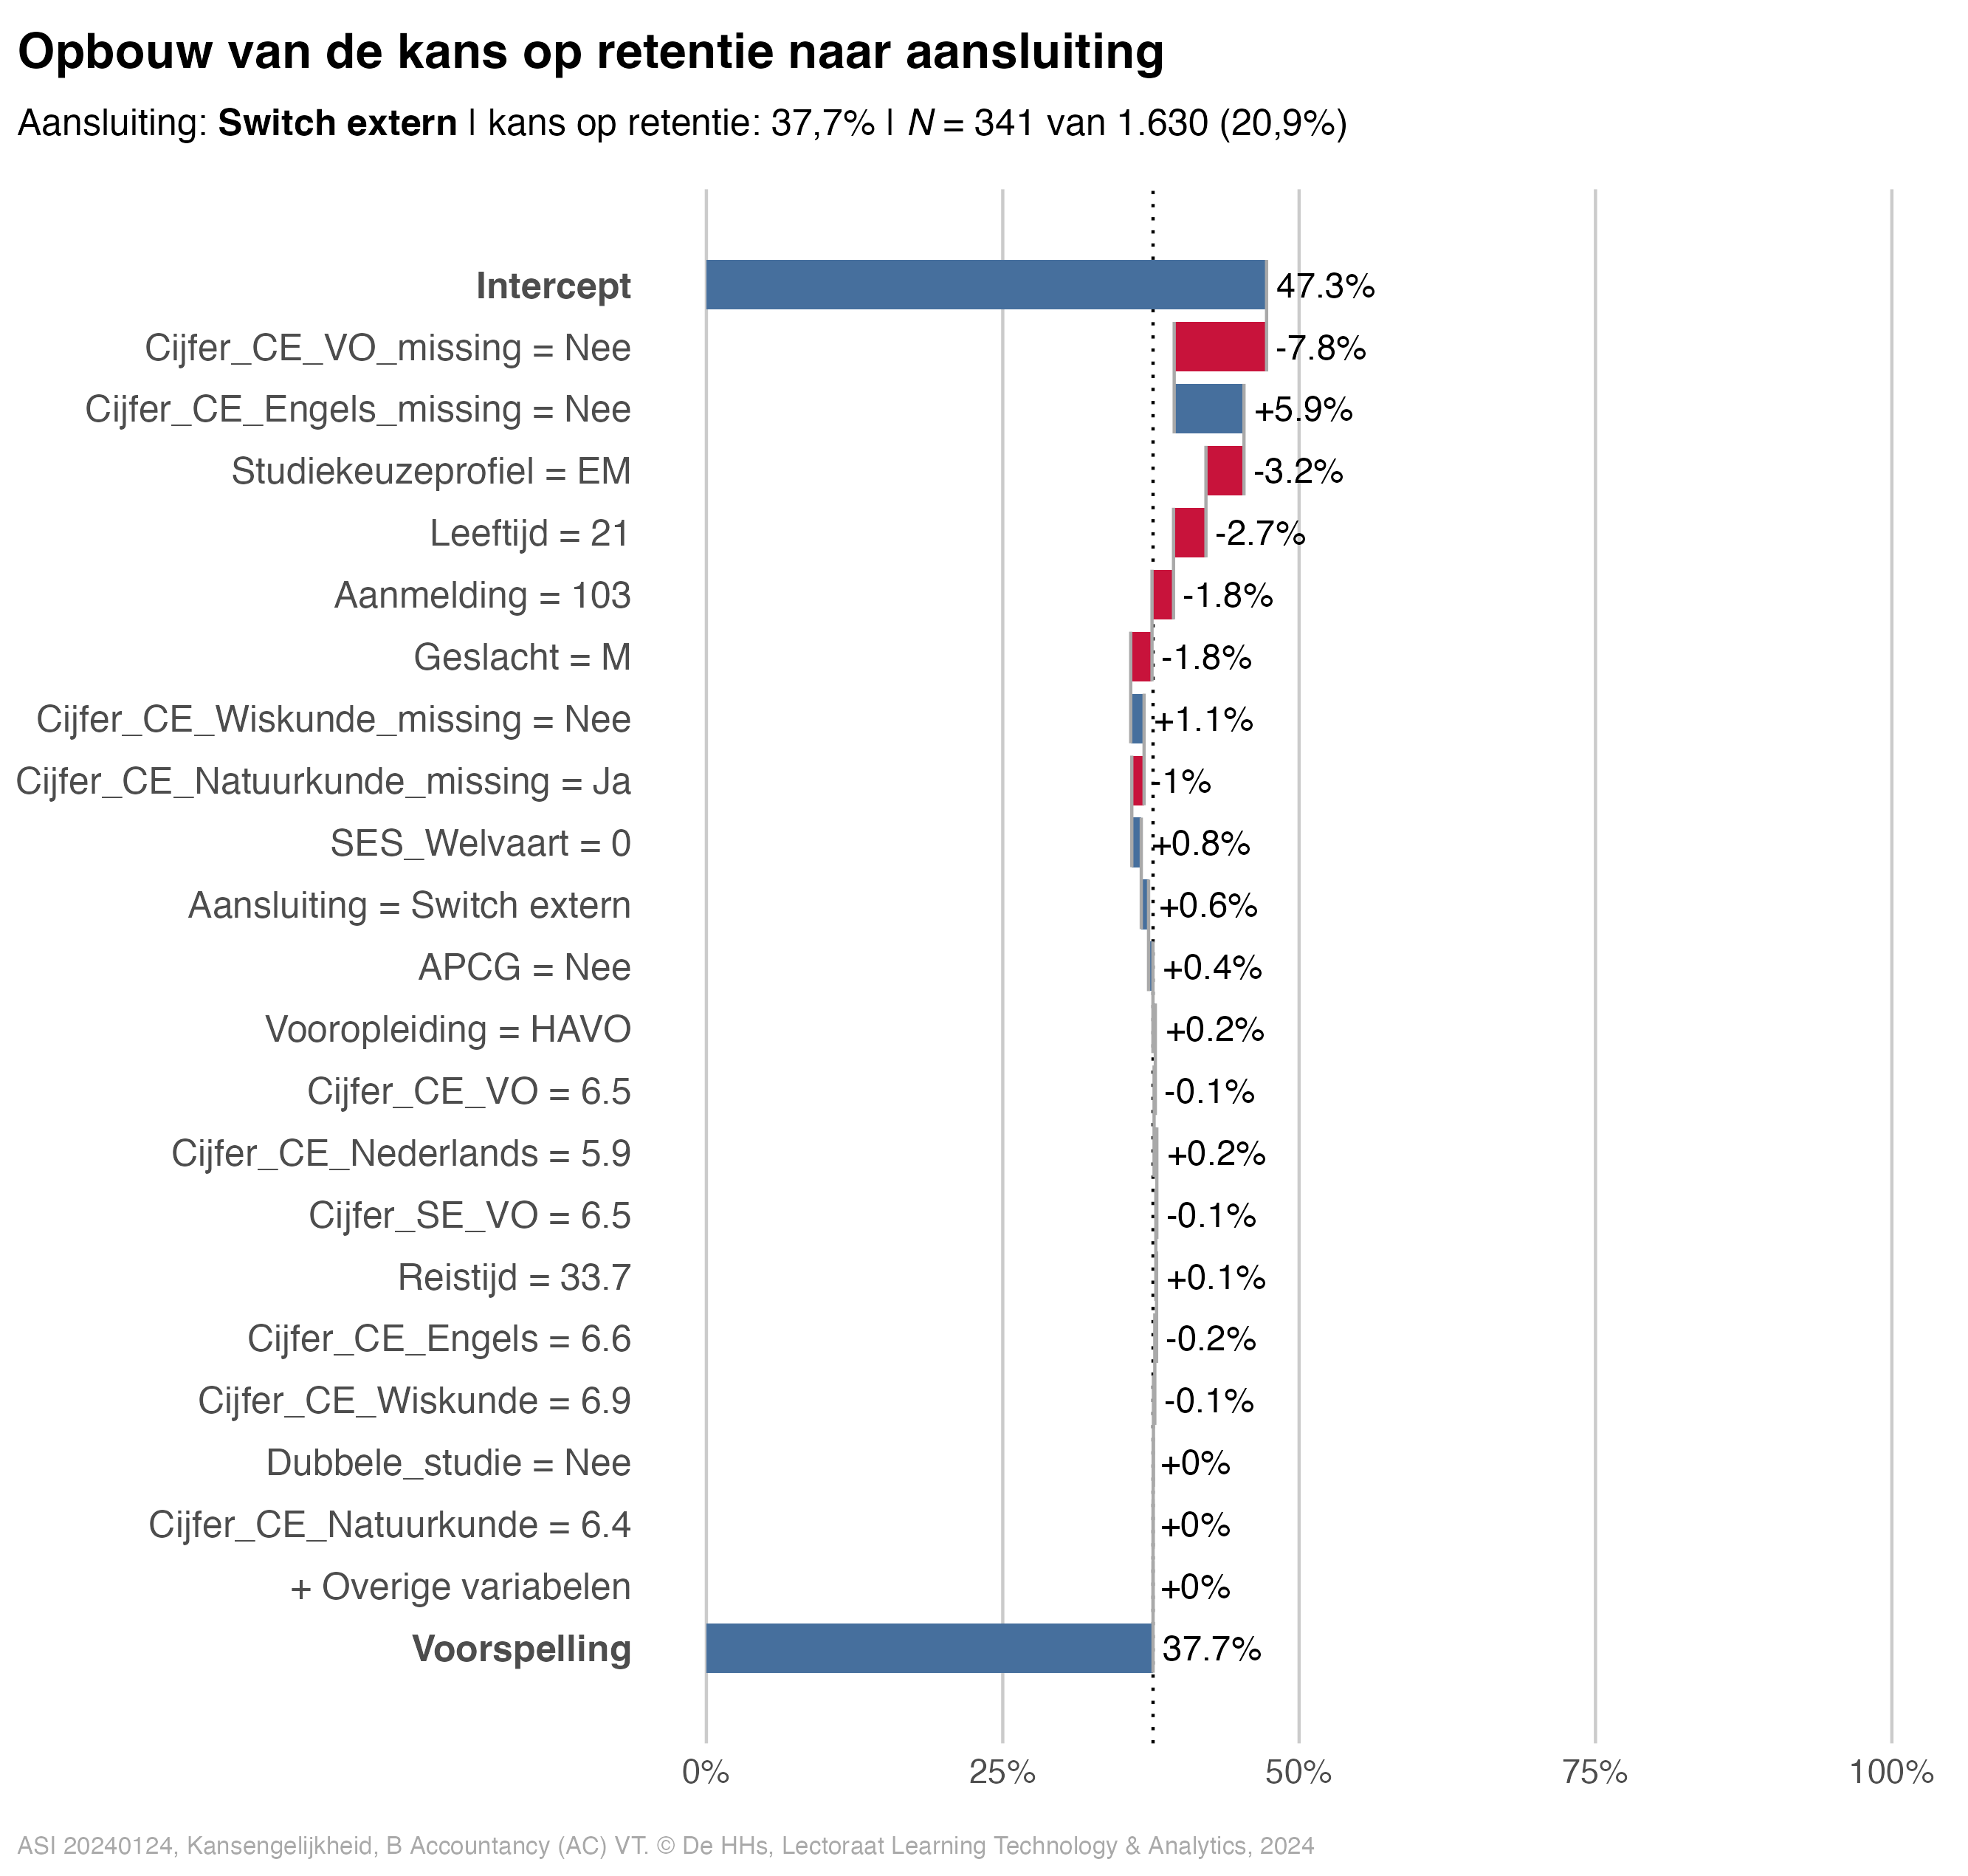 Opbouw van de kans op retentie naar aansluiting
Aansluiting: Switch extern | kans op retentie: 37,7% | N = 341 van 1.630 (20,9%)
Intercept 47.3%
Cijfer_CE_VO_missing = Nee -7.8%
Cijfer_CE_Engels_missing = Nee +5.9%
Studiekeuzeprofiel = EM -3.2%
Leeftijd = 21 -2.7%
Aanmelding = 103 -1.8%
Geslacht = M -1.8%
Cijfer_CE_Wiskunde_missing = Nee +1.1%
Cijfer_CE_Natuurkunde_missing = Ja -1%
SES_Welvaart = 0 +0.8%
Aansluiting = Switch extern +0.6%
APCG = Nee +0.4%
Vooropleiding = HAVO +0.2%
Cijfer_CE_VO = 6.5 -0.1%
Cijfer_CE_Nederlands = 5.9 +0.2%
Cijfer_SE_VO = 6.5 -0.1%
Reistijd = 33.7 +0.1%
Cijfer_CE_Engels = 6.6 -0.2%
Cijfer_CE_Wiskunde = 6.9 -0.1%
Dubbele_studie = Nee +0%
Cijfer_CE_Natuurkunde = 6.4 +0%
+ Overige variabelen +0%
Voorspelling 37.7%
0% 25% 50% 75% 100%
ASI 20240124, Kansengelijkheid, B Accountancy (AC) VT. © De HHs, Lectoraat Learning Technology & Analytics, 2024